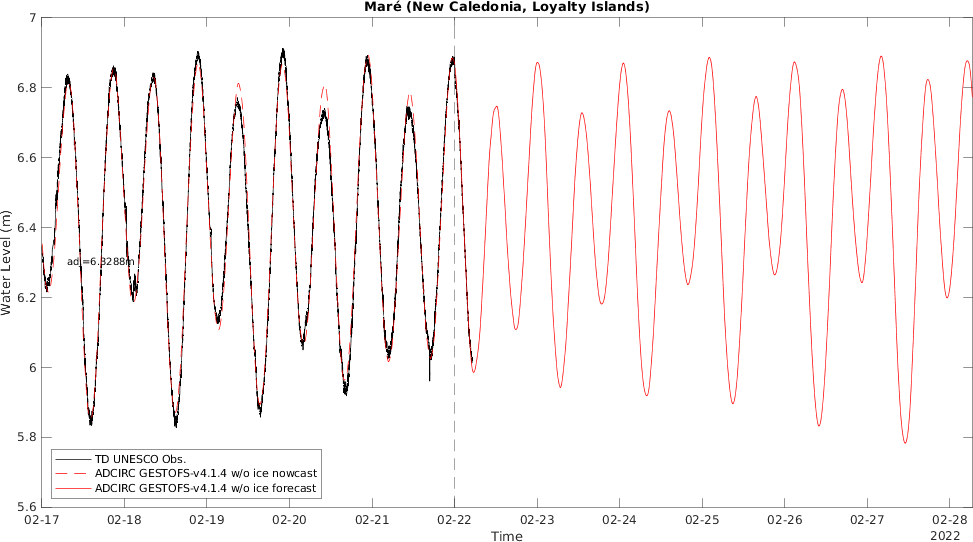 Maré (New Caledonia, Loyalty Islands)
7
6.8
6.6
6.4
6.2
6
5.8
5.6
Water Level (m)
adj=6.3288m
TD UNESCO Obs.
ADCIRC GESTOFS-v4.1.4 w/o ice nowcast
ADCIRC GESTOFS-v4.1.4 w/o ice forecast
02-17 02-18 02-19 02-20 02-21 02-22 02-23 02-24 02-25 02-26 02-27 02-28
2022
Time